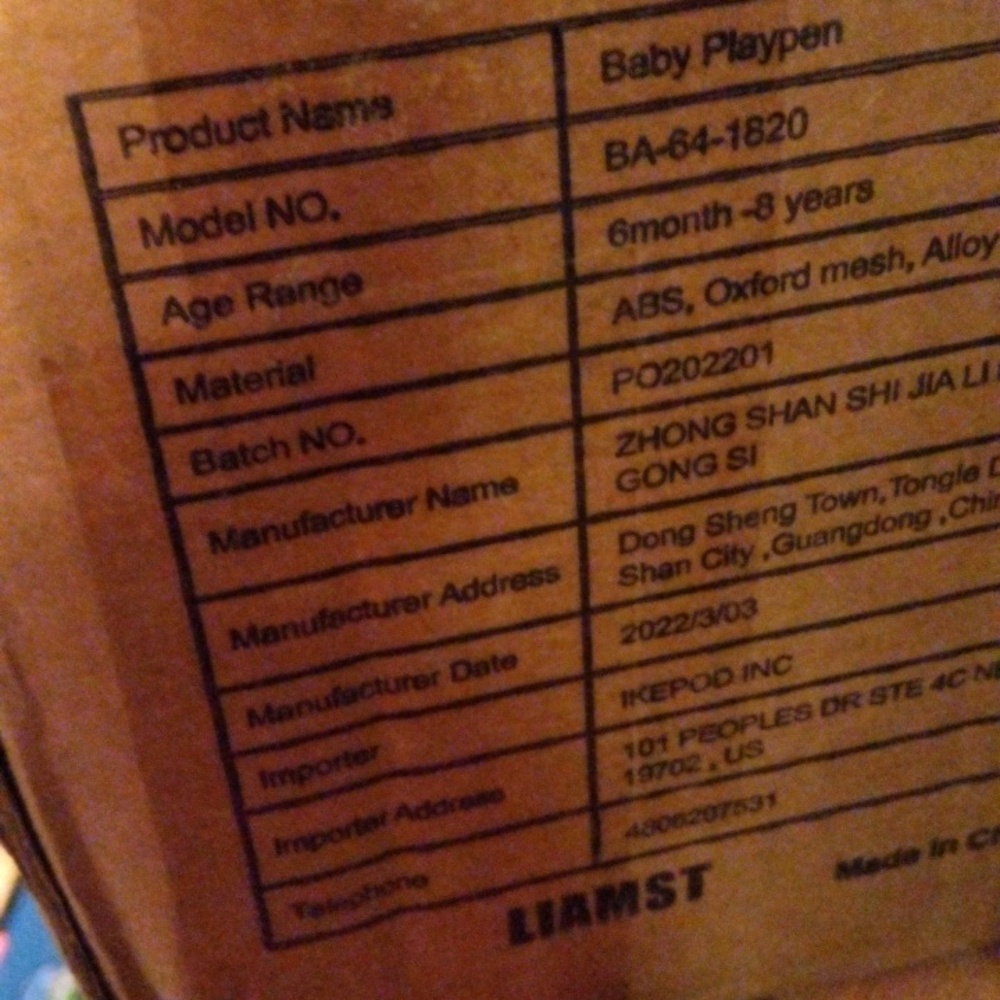 Product Name Baby Playpen
Model NO. BA-64-1820
Age Range 6month -8 years
Material ABS, Oxford mesh, Alloy
Batch NO. PO202201
Manufacturer Name ZHONG SHAN SHI JIA LI
GONG SI
Manufacturer Address Dong Sheng Town,Tongle
Shan City ,Guangdong
Manufacturer Date 2022/3/03
Importer IKEPOD INC
Importer Address 101 PEOPLES DR STE 4C
19702 , US
Telephone
LIAMST
Made in